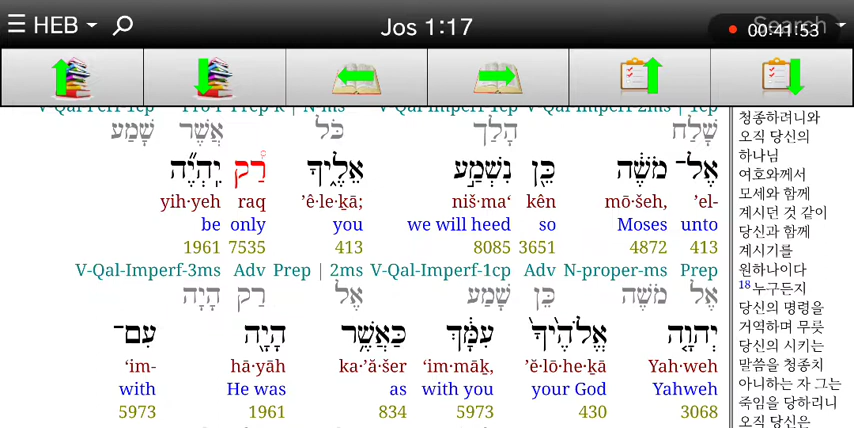 ☰ HEB Jos 1:17 Search
00:41:53
V-Qal-Perf-1cp Prep-k | N-ms V-Qal-Imperf-1cp V-Qal-Imperf-2ms | 1cp
שָׁמַע אֲשֶׁר כֹּל הָלַךְ שָׁלַח
אֶל־ מֹשֶׁ֔ה כֵּ֖ן נִשְׁמַ֣ע אֵלֶ֑יךָ רַ֠ק יִֽהְיֶ֞ה
yih·yeh raq ’ê·le·ḵā; niš·ma‘ kên mō·šeh, ’el-
be only you we will heed so Moses unto
1961 7535 413 8085 3651 4872 413
V-Qal-Imperf-3ms Adv Prep | 2ms V-Qal-Imperf-1cp Adv N-proper-ms Prep
אֶל מֹשֶׁה כֵּן שָׁמַע אֶל רַק הָיָה
יְהוָ֤ה אֱלֹהֶ֙יךָ֙ עִמָּ֔ךְ כַּאֲשֶׁ֥ר הָיָ֖ה עִם־
‘im- hā·yāh ka·’ă·šer ‘im·māḵ, ’ĕ·lō·he·ḵā Yah·weh
with He was as with you your God Yahweh
5973 1961 834 5973 430 3068
청종하려니와
오직 당신의
하나님
여호와께서
모세와 함께
계시던 것 같이
당신과 함께
계시기를
원하나이다
18누구든지
당신의 명령을
거역하며 무릇
당신의 시키는
말씀을 청종치
아니하는 자 그는
죽임을 당하리니
오직 당신은